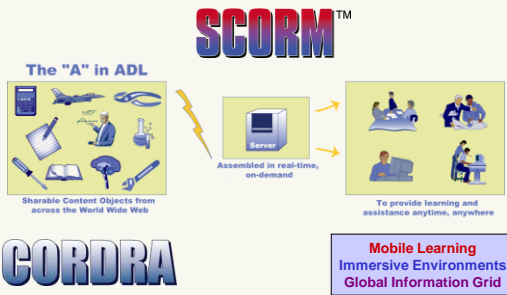 SCORM™
The "A" in ADL
Server
Assembled in real-time,
on-demand
Sharable Content Objects from
across the World Wide Web
To provide learning and
assistance anytime, anywhere
CORDRA
Mobile Learning
Immersive Environments
Global Information Grid